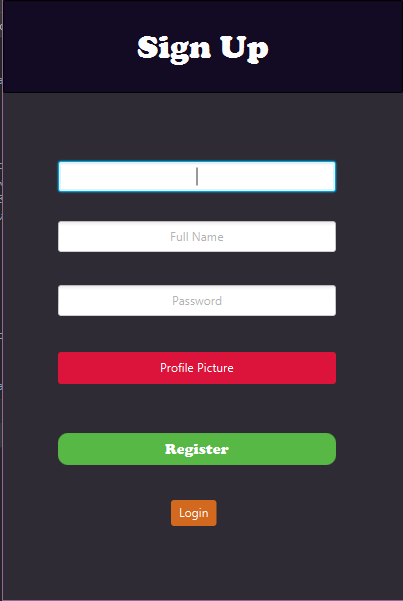 Sign Up
Full Name
Password
Profile Picture
Register
Login